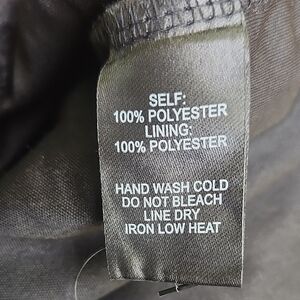 SELF:
100% POLYESTER
LINING:
100% POLYESTER
HAND WASH COLD
DO NOT BLEACH
LINE DRY
IRON LOW HEAT